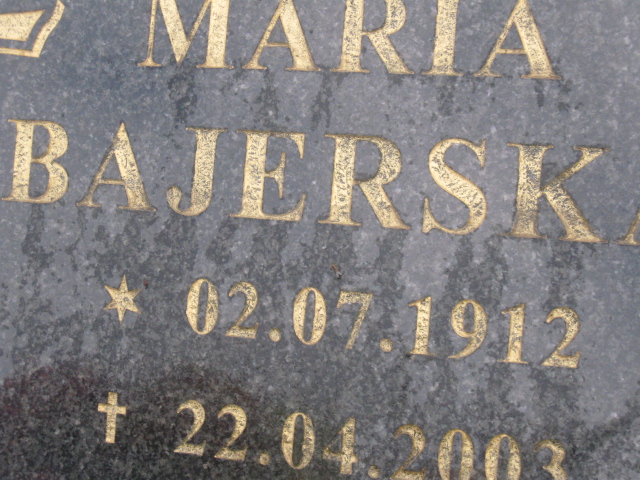 MARIA
BAJERSKA
* 02.07.1912
✝ 22.04.2003